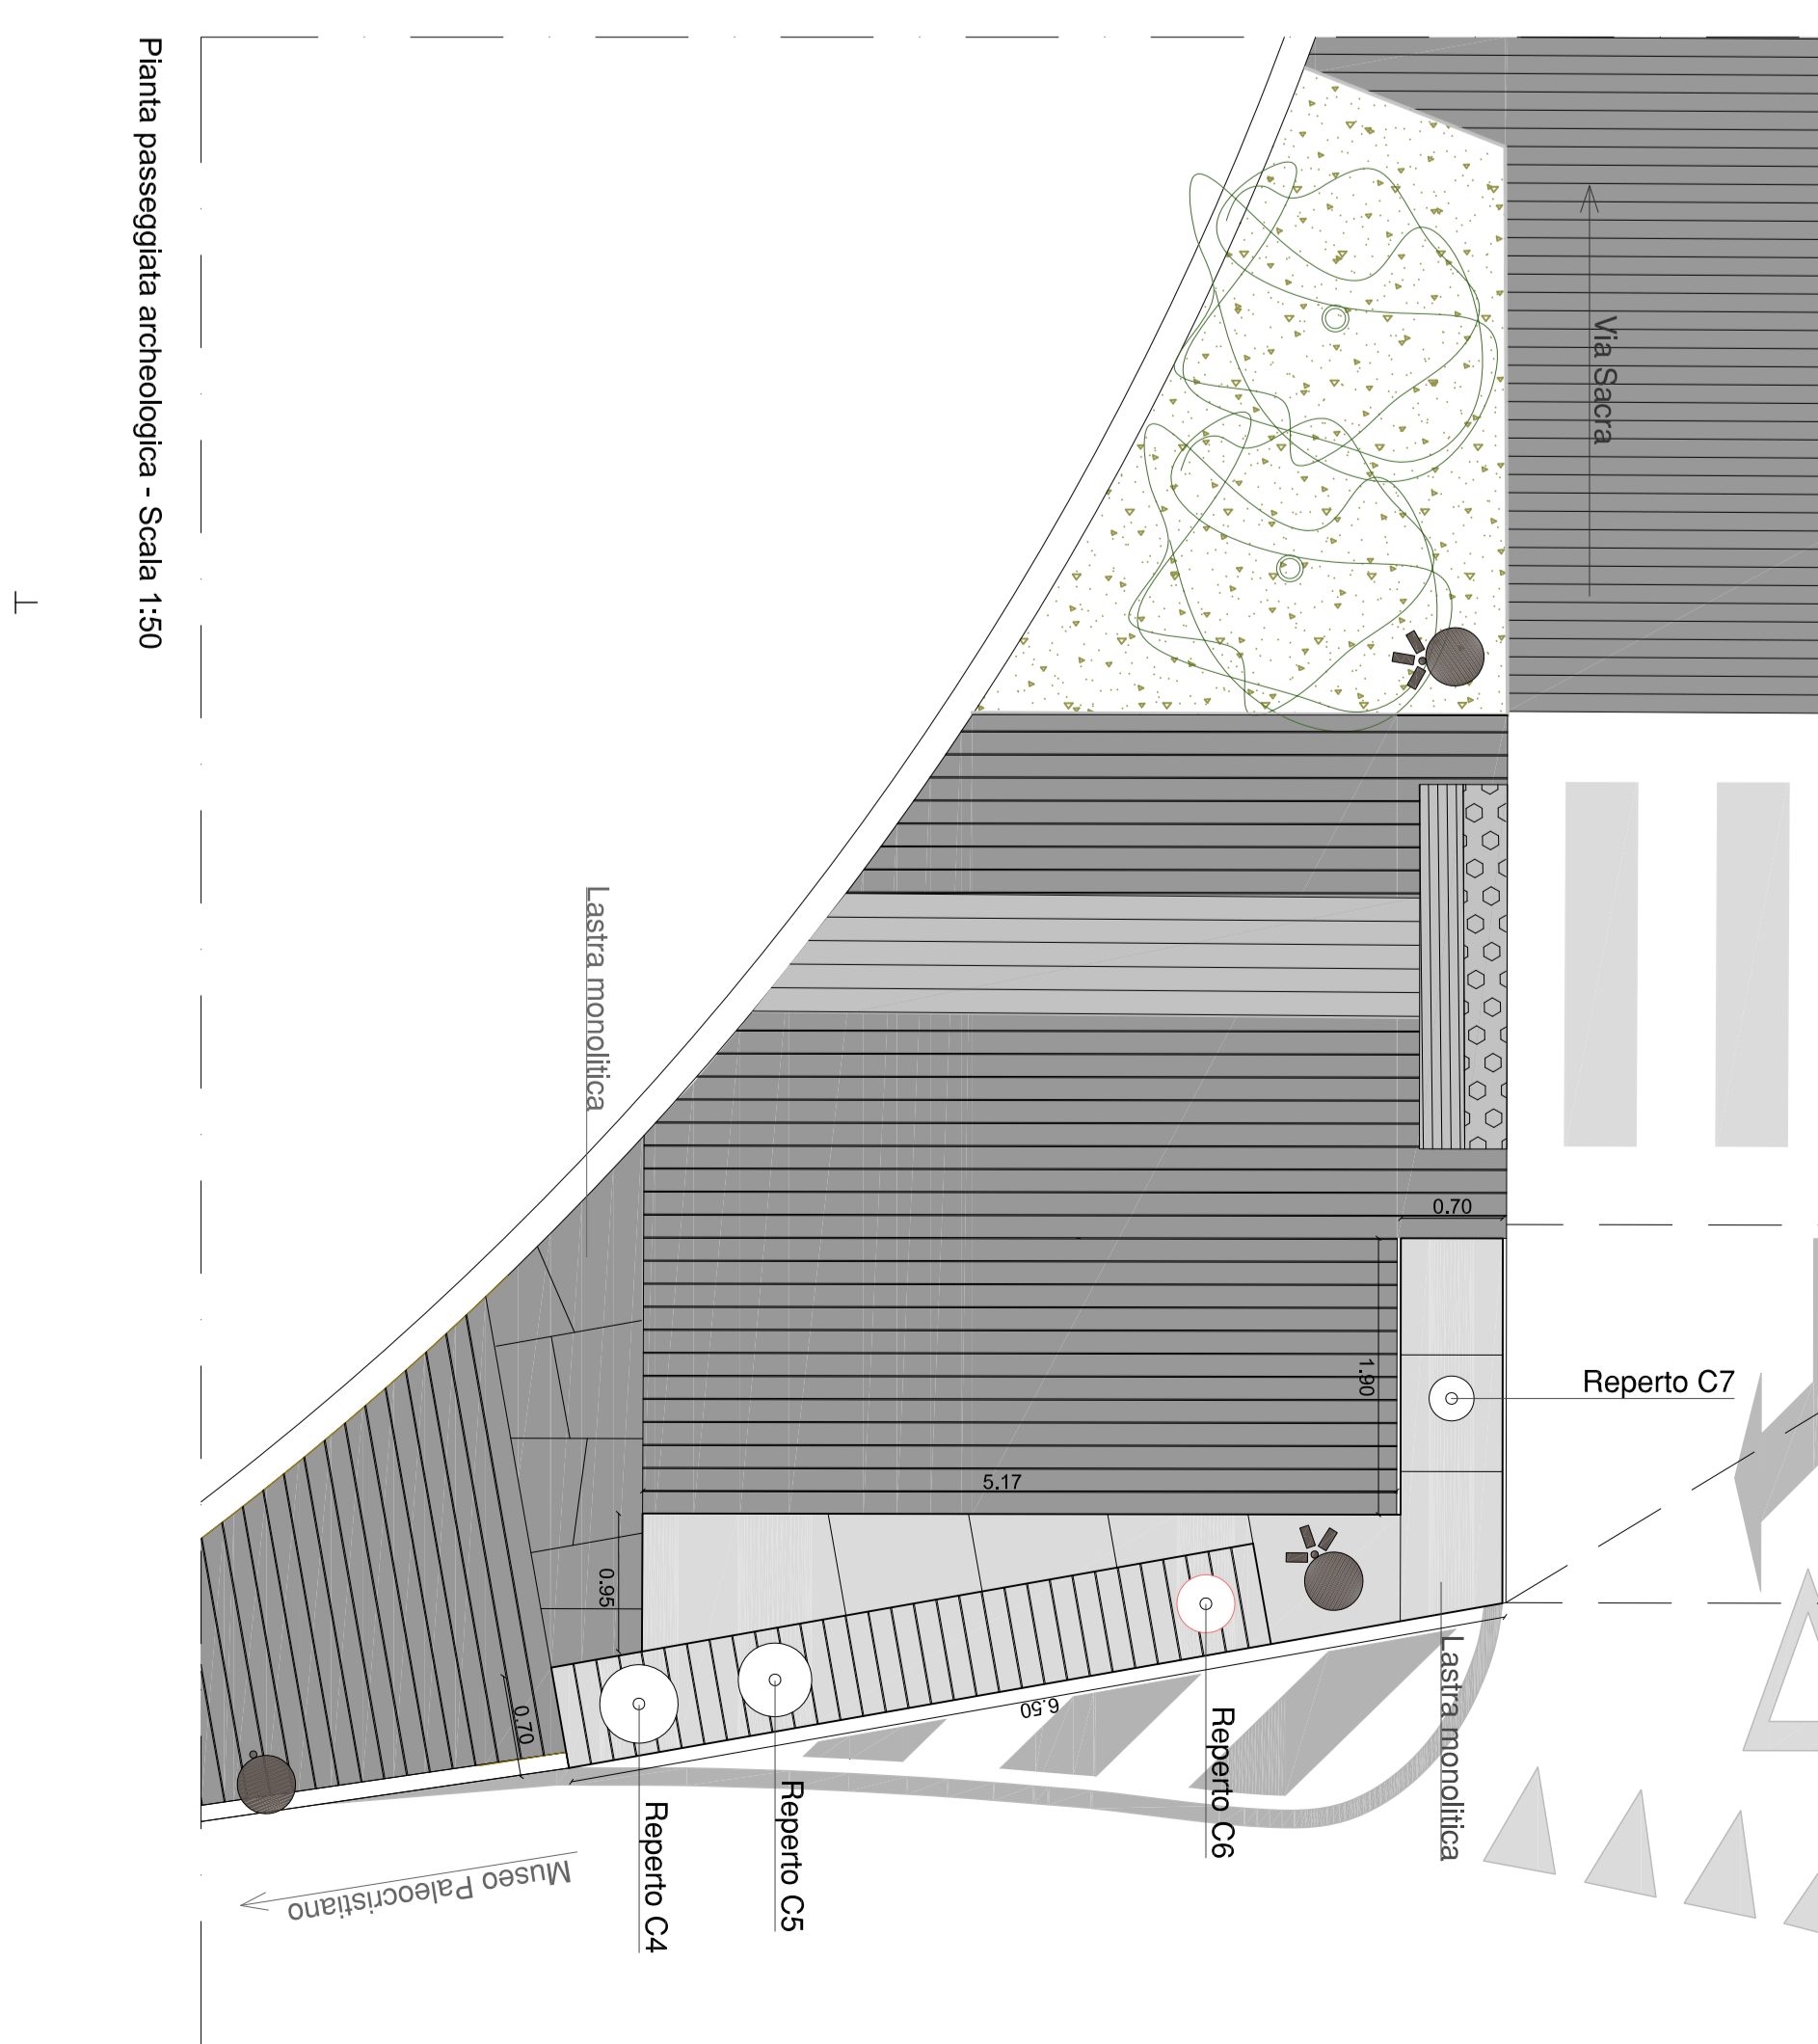 Pianta passeggiata archeologica - Scala 1:50
Via Sacra
Lastra monolitica
0.70
1.90
Reperto C7
5.17
0.95
0.70
6.50
Lastra monolitica
Reperto C6
Reperto C5
Reperto C4
Museo Paleocristiano